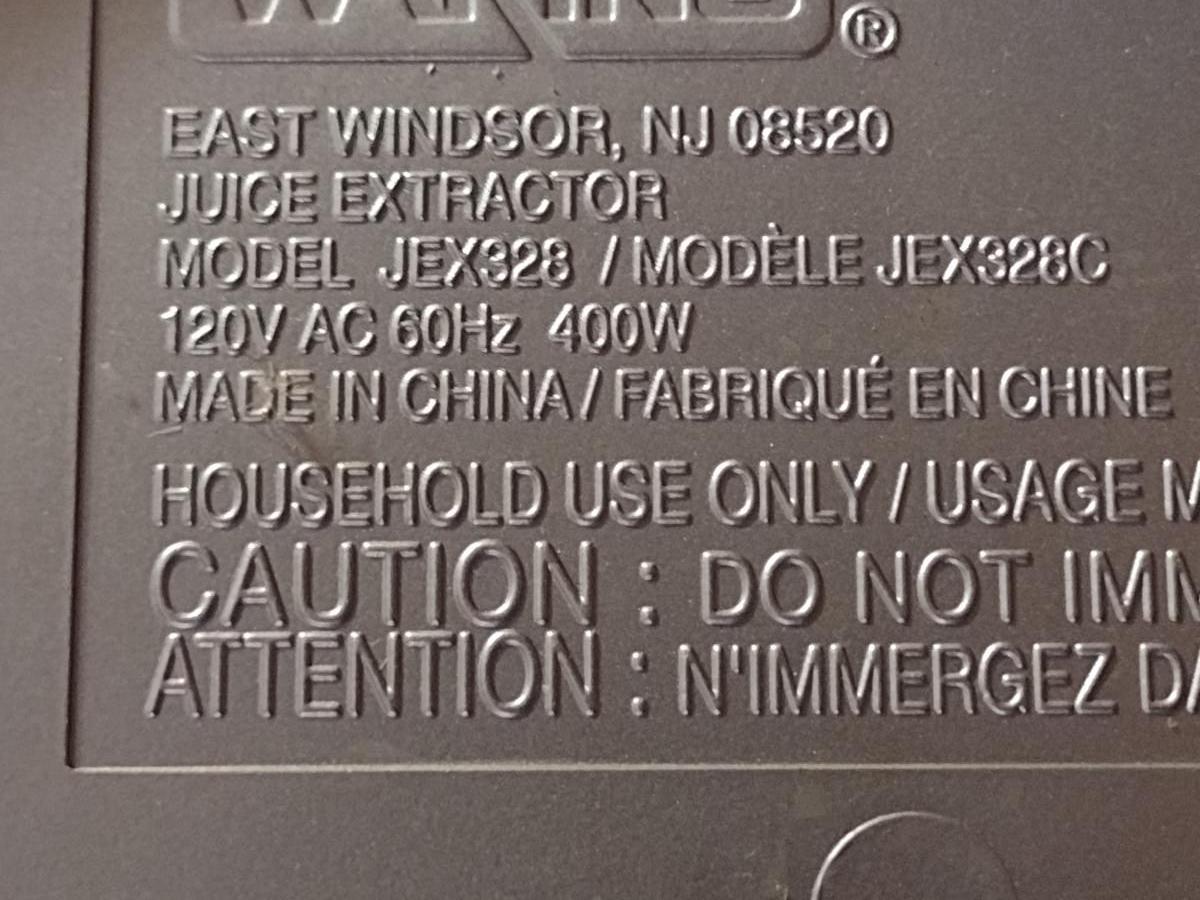 WARING®
EAST WINDSOR, NJ 08520
JUICE EXTRACTOR
MODEL JEX328 / MODÈLE JEX328C
120V AC 60Hz 400W
MADE IN CHINA / FABRIQUÉ EN CHINE
HOUSEHOLD USE ONLY / USAGE
CAUTION : DO NOT
ATTENTION : N'IMMERGEZ